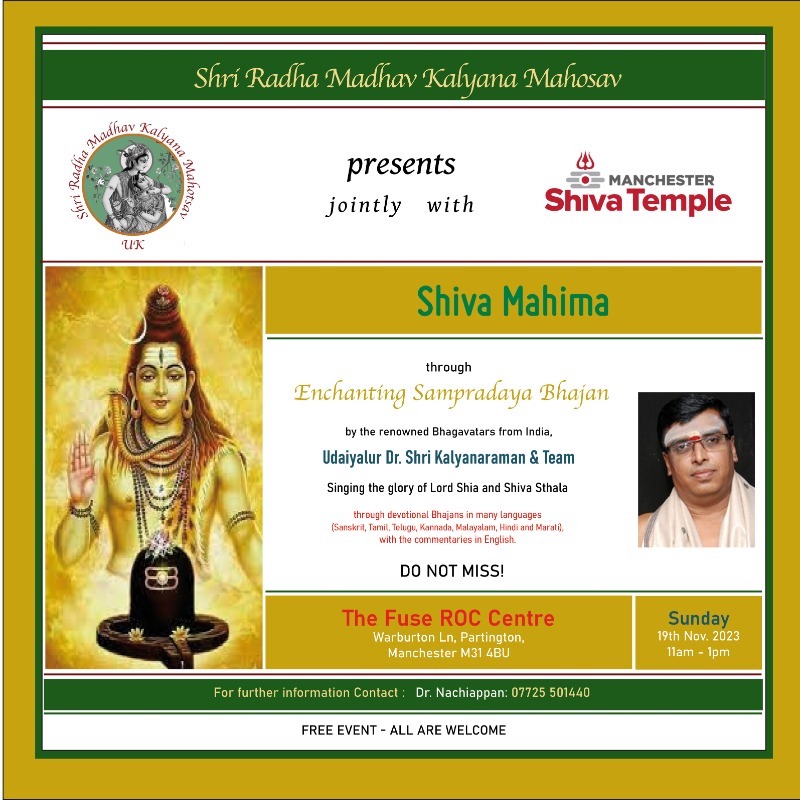 Shri Radha Madhav Kalyana Mahosav
Shri Radha Madhav Kalyana Mahotsav
UK
presents
jointly with
MANCHESTER
Shiva Temple
Shiva Mahima
through
Enchanting Sampradaya Bhajan
by the renowned Bhagavatars from India,
Udaiyalur Dr. Shri Kalyanaraman & Team
Singing the glory of Lord Shia and Shiva Sthala
through devotional Bhajans in many languages
(Sanskrit, Tamil, Telugu, Kannada, Malayalam, Hindi and Marati),
with the commentaries in English.
DO NOT MISS!
The Fuse ROC Centre
Warburton Ln, Partington,
Manchester M31 4BU
Sunday
19th Nov. 2023
11am - 1pm
For further information Contact : Dr. Nachiappan: 07725 501440
FREE EVENT - ALL ARE WELCOME